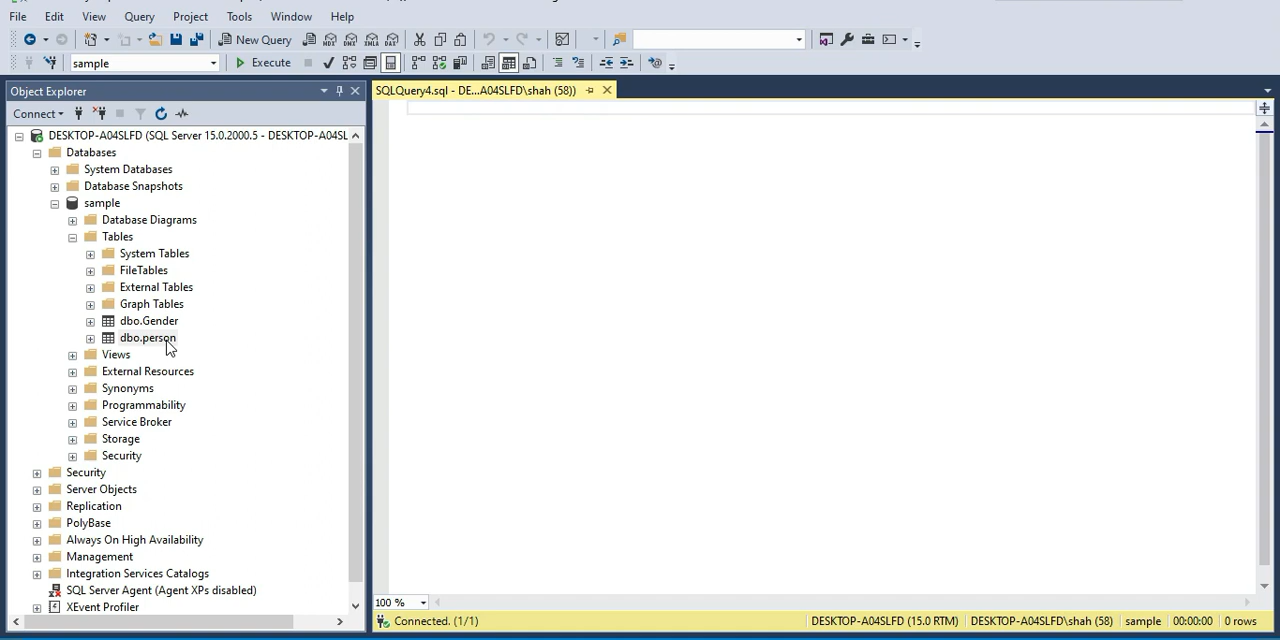 File Edit View Query Project Tools Window Help
New Query MDX DMX XMLA DAX
sample Execute
Object Explorer
SQLQuery4.sql - DE...A04SLFD\shah (58))
Connect
DESKTOP-A04SLFD (SQL Server 15.0.2000.5 - DESKTOP-A04SL
Databases
System Databases
Database Snapshots
sample
Database Diagrams
Tables
System Tables
FileTables
External Tables
Graph Tables
dbo.Gender
dbo.person
Views
External Resources
Synonyms
Programmability
Service Broker
Storage
Security
Security
Server Objects
Replication
PolyBase
Always On High Availability
Management
Integration Services Catalogs
SQL Server Agent (Agent XPs disabled)
XEvent Profiler
100 %
Connected. (1/1) DESKTOP-A04SLFD (15.0 RTM) DESKTOP-A04SLFD\shah (58) sample 00:00:00 0 rows